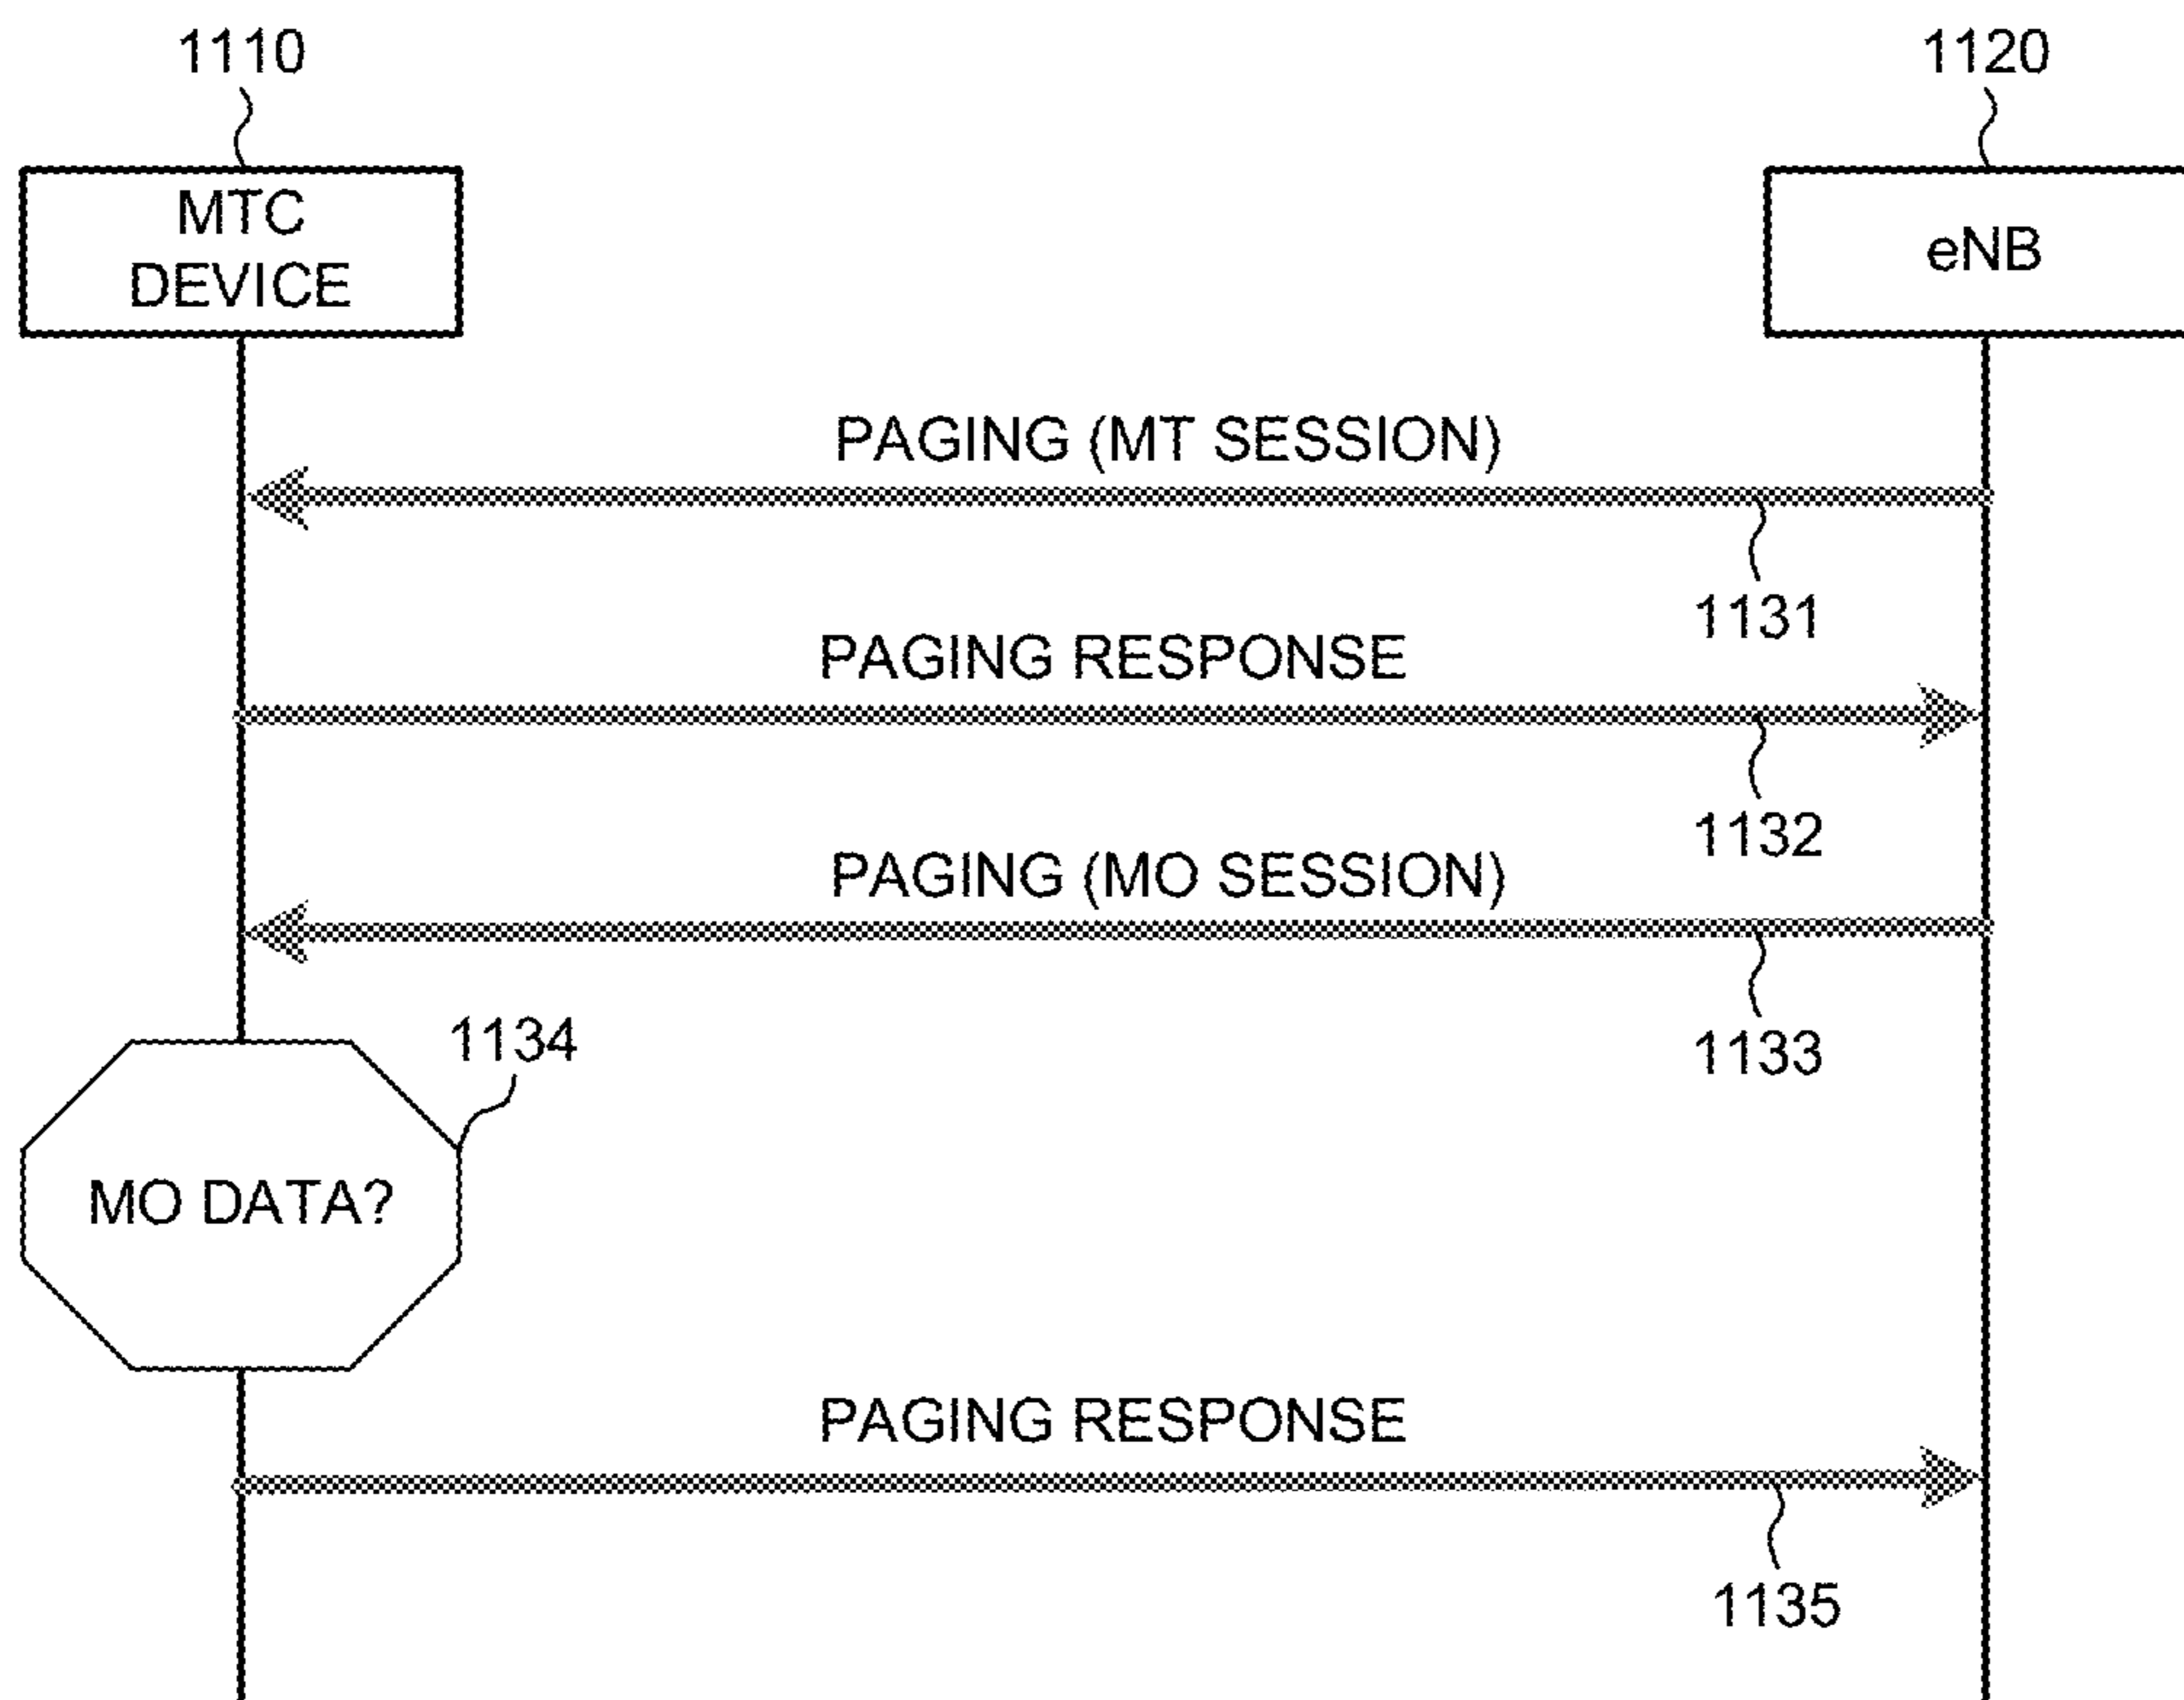 1110
1120
MTC
DEVICE
eNB
PAGING (MT SESSION)
1131
PAGING RESPONSE
1132
PAGING (MO SESSION)
1133
1134
MO DATA?
PAGING RESPONSE
1135